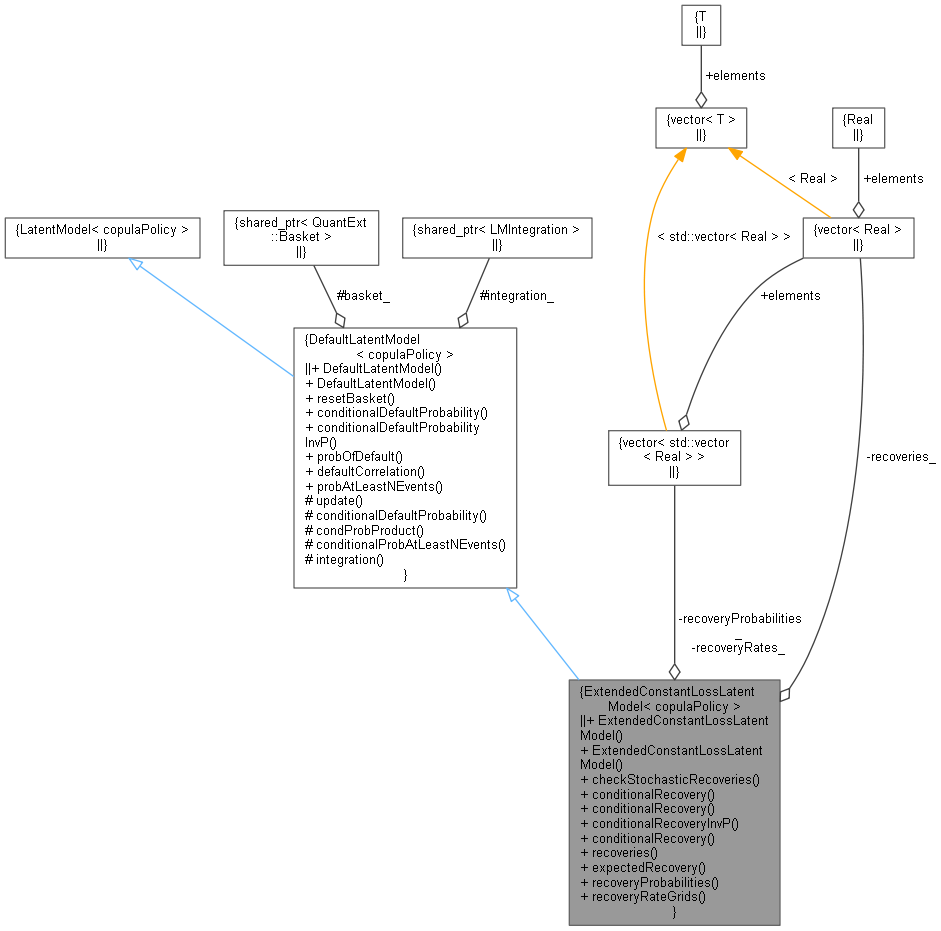 {T
||}
+elements
{vector< T >
||}
{Real
||}
< Real >
+elements
{LatentModel< copulaPolicy >
||}
{shared_ptr< QuantExt
::Basket >
||}
{shared_ptr< LMIntegration >
||}
< std::vector< Real > >
{vector< Real >
||}
#basket_
#integration_
+elements
{DefaultLatentModel
< copulaPolicy >
||+ DefaultLatentModel()
+ DefaultLatentModel()
+ resetBasket()
+ conditionalDefaultProbability()
+ conditionalDefaultProbability
InvP()
+ probOfDefault()
+ defaultCorrelation()
+ probAtLeastNEvents()
# update()
# conditionalDefaultProbability()
# condProbProduct()
# conditionalProbAtLeastNEvents()
# integration()
}
{vector< std::vector
< Real > >
||}
-recoveries_
-recoveryProbabilities
_
-recoveryRates_
{ExtendedConstantLossLatent
Model< copulaPolicy >
||+ ExtendedConstantLossLatent
Model()
+ ExtendedConstantLossLatent
Model()
+ checkStochasticRecoveries()
+ conditionalRecovery()
+ conditionalRecovery()
+ conditionalRecoveryInvP()
+ conditionalRecovery()
+ recoveries()
+ expectedRecovery()
+ recoveryProbabilities()
+ recoveryRateGrids()
}